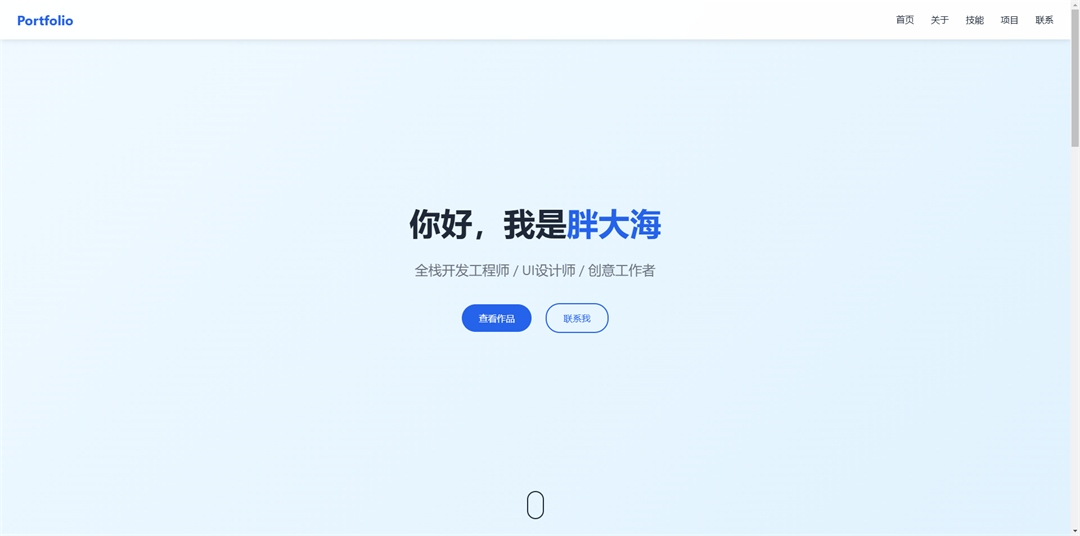 Portfolio
首页 关于 技能 项目 联系
你好，我是胖大海
全栈开发工程师 / UI设计师 / 创意工作者
查看作品 联系我